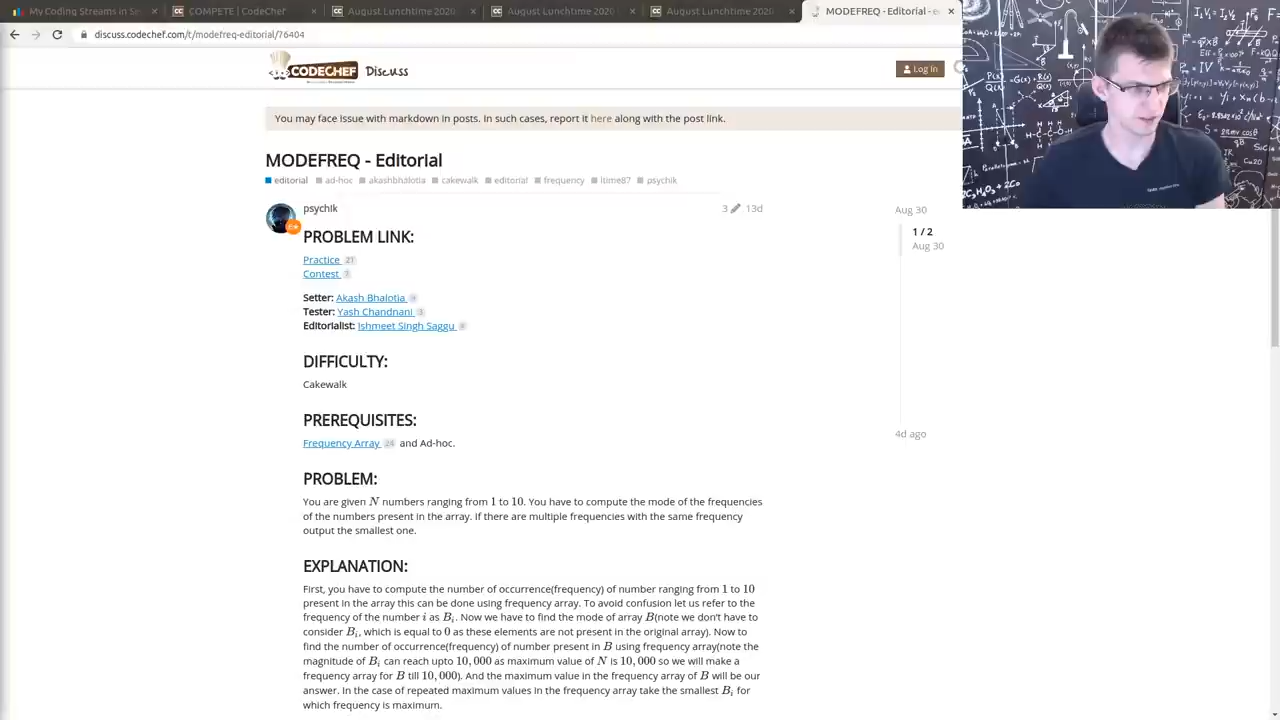 My Coding Streams in Se
COMPETE | CodeChef
August Lunchtime 2020
August Lunchtime 2020
August Lunchtime 2020
MODEFREQ - Editorial - e
discuss.codechef.com/t/modefreq-editorial/76404
CODECHEF Discuss
Log In
You may face issue with markdown in posts. In such cases, report it here along with the post link.
MODEFREQ - Editorial
editorial ad-hoc akashbhalotia cakewalk editorial frequency ltime87 psychik
psychik
3 13d
PROBLEM LINK:
Practice 21
Contest 7
Setter: Akash Bhalotia 9
Tester: Yash Chandnani 3
Editorialist: Ishmeet Singh Saggu 8
DIFFICULTY:
Cakewalk
PREREQUISITES:
Frequency Array 24 and Ad-hoc.
PROBLEM:
You are given N numbers ranging from 1 to 10. You have to compute the mode of the frequencies
of the numbers present in the array. If there are multiple frequencies with the same frequency
output the smallest one.
EXPLANATION:
First, you have to compute the number of occurrence(frequency) of number ranging from 1 to 10
present in the array this can be done using frequency array. To avoid confusion let us refer to the
frequency of the number i as Bi. Now we have to find the mode of array B(note we don't have to
consider Bi, which is equal to 0 as these elements are not present in the original array). Now to
find the number of occurrence(frequency) of number present in B using frequency array(note the
magnitude of Bi can reach upto 10,000 as maximum value of N is 10,000 so we will make a
frequency array for B till 10,000). And the maximum value in the frequency array of B will be our
answer. In the case of repeated maximum values in the frequency array take the smallest Bi for
which frequency is maximum.
Aug 30
1 / 2
Aug 30
4d ago